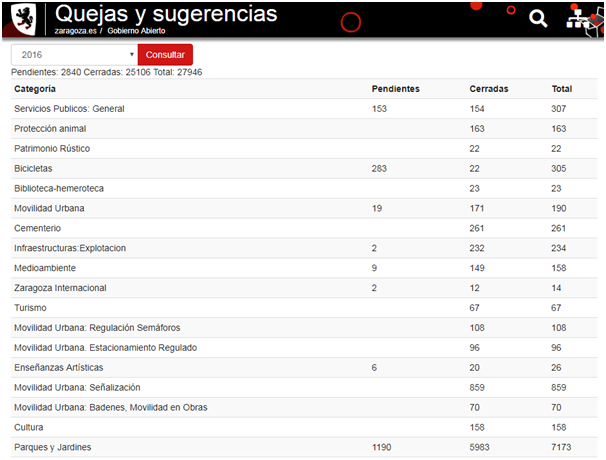 Quejas y sugerencias
zaragoza.es / Gobierno Abierto
2016 Consultar
Pendientes: 2840 Cerradas: 25106 Total: 27946
Categoría Pendientes Cerradas Total
Servicios Publicos: General 153 154 307
Protección animal 163 163
Patrimonio Rústico 22 22
Bicicletas 283 22 305
Biblioteca-hemeroteca 23 23
Movilidad Urbana 19 171 190
Cementerio 261 261
Infraestructuras:Explotacion 2 232 234
Medioambiente 9 149 158
Zaragoza Internacional 2 12 14
Turismo 67 67
Movilidad Urbana: Regulación Semáforos 108 108
Movilidad Urbana. Estacionamiento Regulado 96 96
Enseñanzas Artísticas 6 20 26
Movilidad Urbana: Señalización 859 859
Movilidad Urbana: Badenes, Movilidad en Obras 70 70
Cultura 158 158
Parques y Jardines 1190 5983 7173